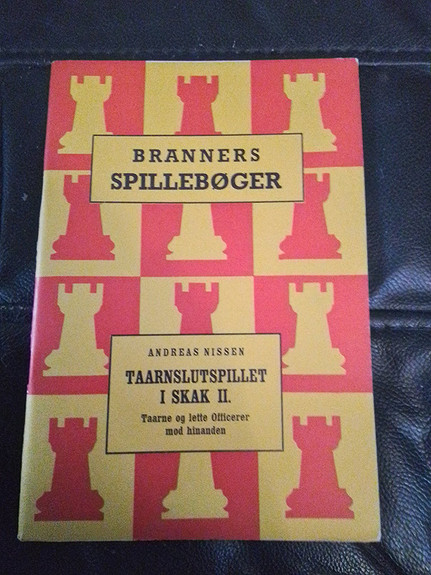 BRANNERS
SPILLEBØGER
ANDREAS NISSEN
TAARNSLUTSPILLET
I SKAK II.
Taarne og lette Officerer
mod hinanden